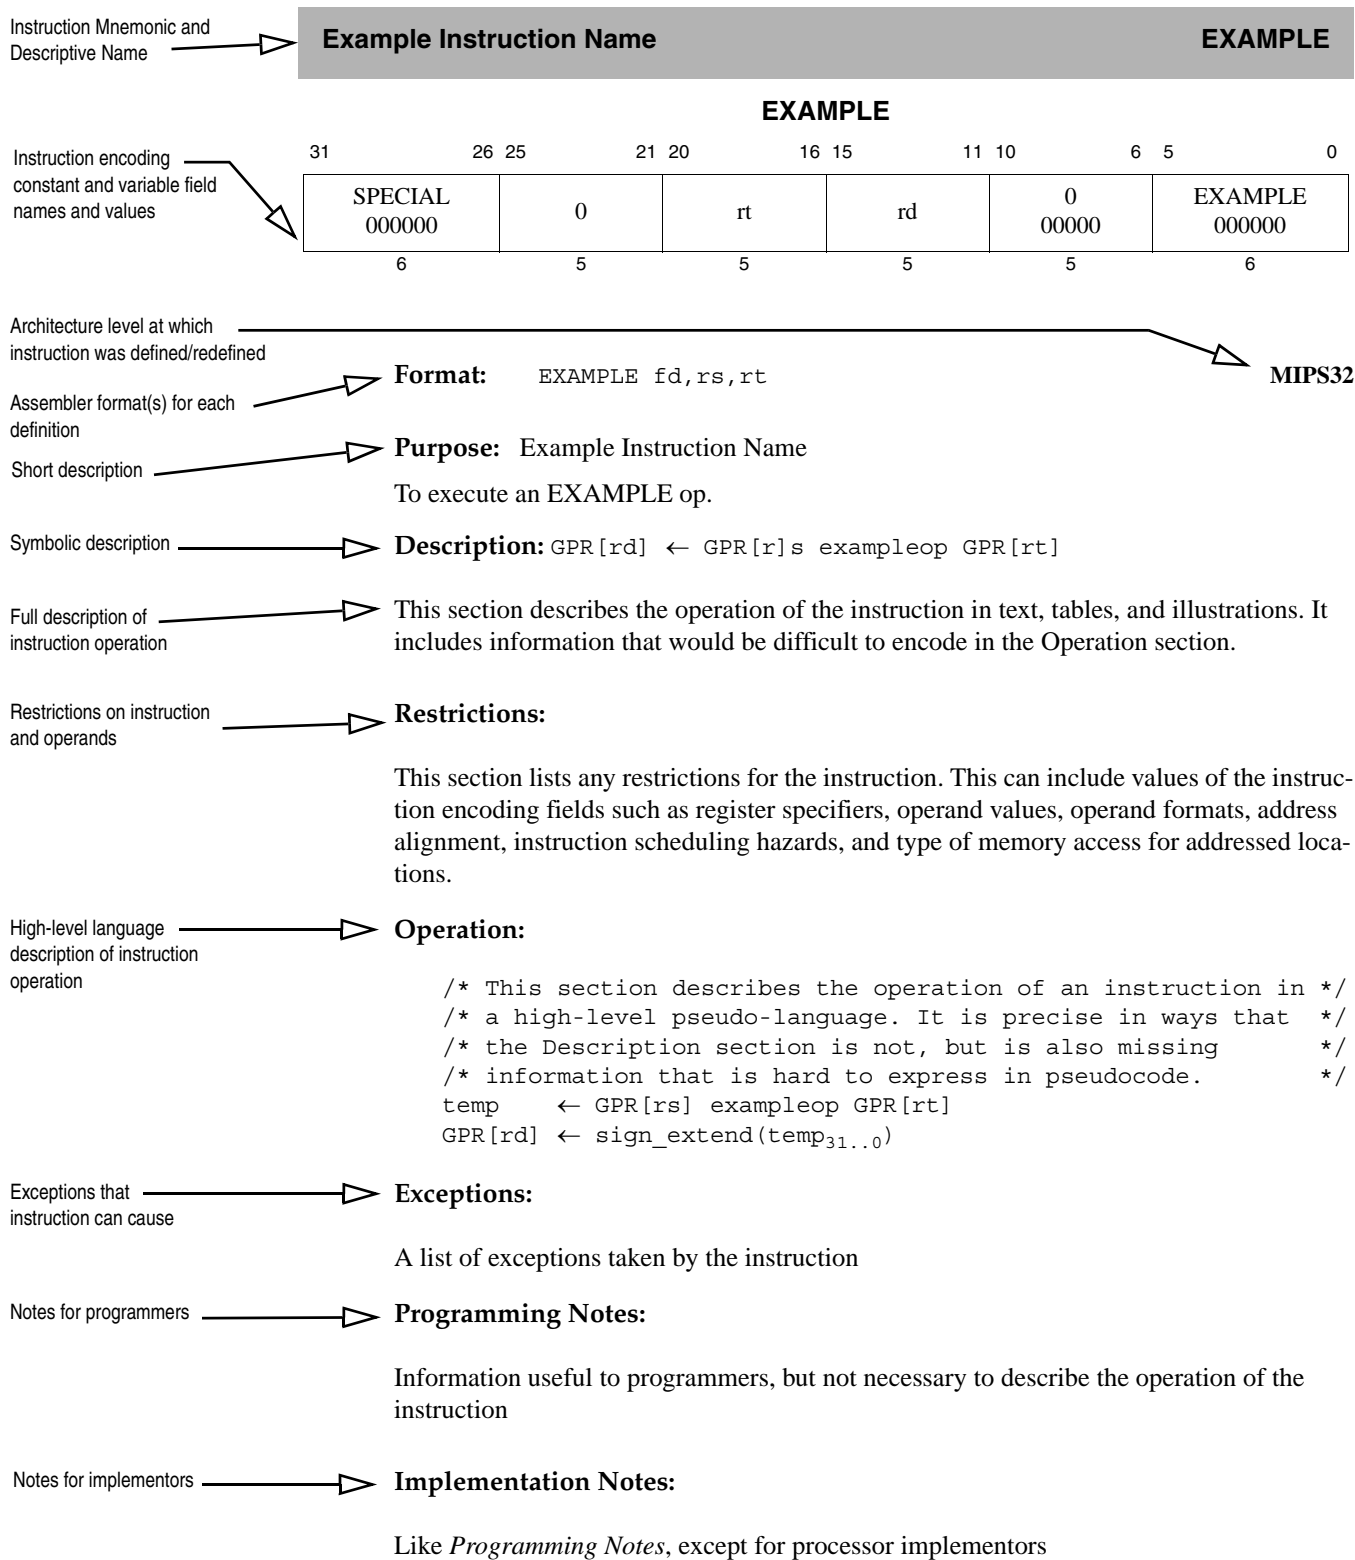 Instruction Mnemonic and
Descriptive Name
Example Instruction Name EXAMPLE
EXAMPLE
31 26 25 21 20 16 15 11 10 6 5 0
Instruction encoding
constant and variable field
names and values
SPECIAL
000000
0
rt
rd
0
00000
EXAMPLE
000000
6 5 5 5 5 6
Architecture level at which
instruction was defined/redefined
Format: EXAMPLE fd,rs,rt MIPS32
Assembler format(s) for each
definition
Purpose: Example Instruction Name
Short description
To execute an EXAMPLE op.
Symbolic description
Description: GPR[rd] ← GPR[r]s exampleop GPR[rt]
Full description of
instruction operation
This section describes the operation of the instruction in text, tables, and illustrations. It
includes information that would be difficult to encode in the Operation section.
Restrictions on instruction
and operands
Restrictions:
This section lists any restrictions for the instruction. This can include values of the instruc-
tion encoding fields such as register specifiers, operand values, operand formats, address
alignment, instruction scheduling hazards, and type of memory access for addressed loca-
tions.
High-level language
description of instruction
operation
Operation:
/* This section describes the operation of an instruction in */
/* a high-level pseudo-language. It is precise in ways that */
/* the Description section is not, but is also missing */
/* information that is hard to express in pseudocode. */
temp ← GPR[rs] exampleop GPR[rt]
GPR[rd] ← sign_extend(temp31..0)
Exceptions that
instruction can cause
Exceptions:
A list of exceptions taken by the instruction
Notes for programmers
Programming Notes:
Information useful to programmers, but not necessary to describe the operation of the
instruction
Notes for implementors
Implementation Notes:
Like Programming Notes, except for processor implementors